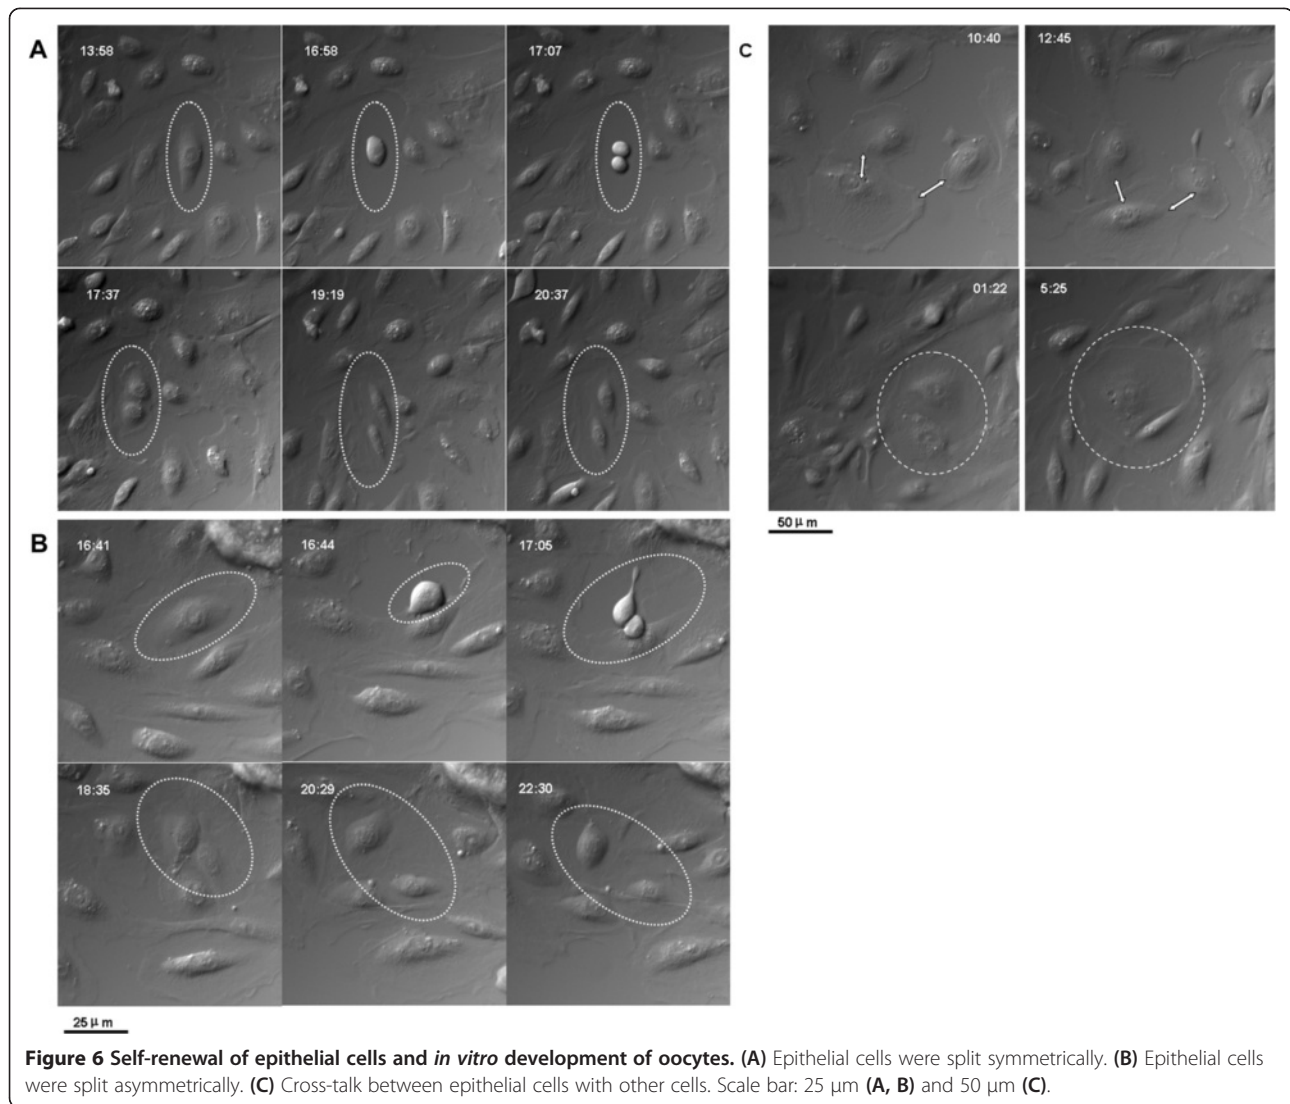 A
13:58
16:58
17:07
17:37
19:19
20:37
B
16:41
16:44
17:05
18:35
20:29
22:30
25 μm
C
10:40
12:45
01:22
5:25
50 μm
Figure 6 Self-renewal of epithelial cells and in vitro development of oocytes. (A) Epithelial cells were split symmetrically. (B) Epithelial cells
were split asymmetrically. (C) Cross-talk between epithelial cells with other cells. Scale bar: 25 μm (A, B) and 50 μm (C).